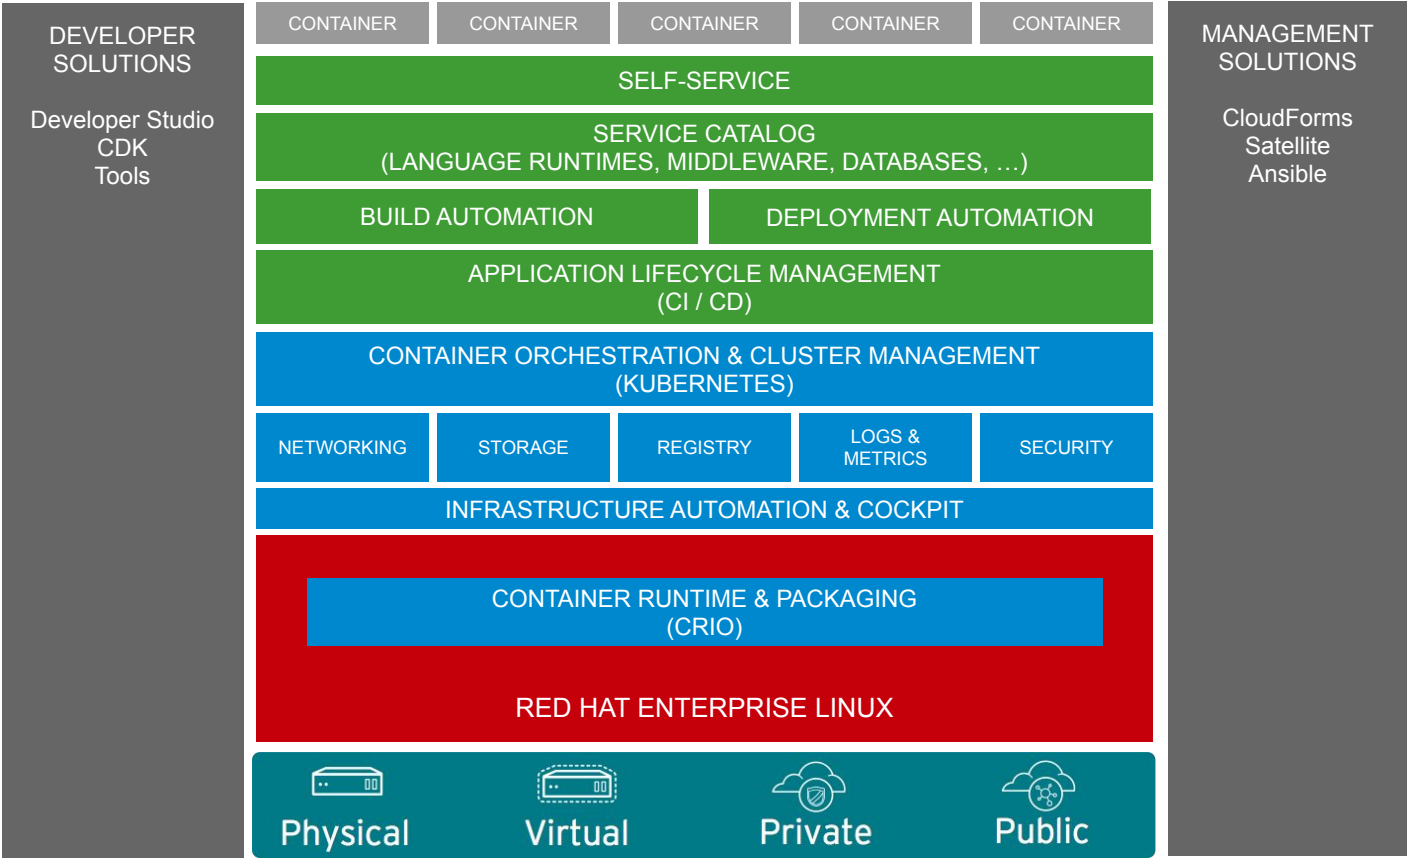 DEVELOPER
SOLUTIONS
Developer Studio
CDK
Tools
CONTAINER
CONTAINER
CONTAINER
CONTAINER
CONTAINER
SELF-SERVICE
SERVICE CATALOG
(LANGUAGE RUNTIMES, MIDDLEWARE, DATABASES, …)
BUILD AUTOMATION
DEPLOYMENT AUTOMATION
APPLICATION LIFECYCLE MANAGEMENT
(CI / CD)
CONTAINER ORCHESTRATION & CLUSTER MANAGEMENT
(KUBERNETES)
NETWORKING
STORAGE
REGISTRY
LOGS &
METRICS
SECURITY
INFRASTRUCTURE AUTOMATION & COCKPIT
CONTAINER RUNTIME & PACKAGING
(CRIO)
RED HAT ENTERPRISE LINUX
Physical
Virtual
Private
Public
MANAGEMENT
SOLUTIONS
CloudForms
Satellite
Ansible